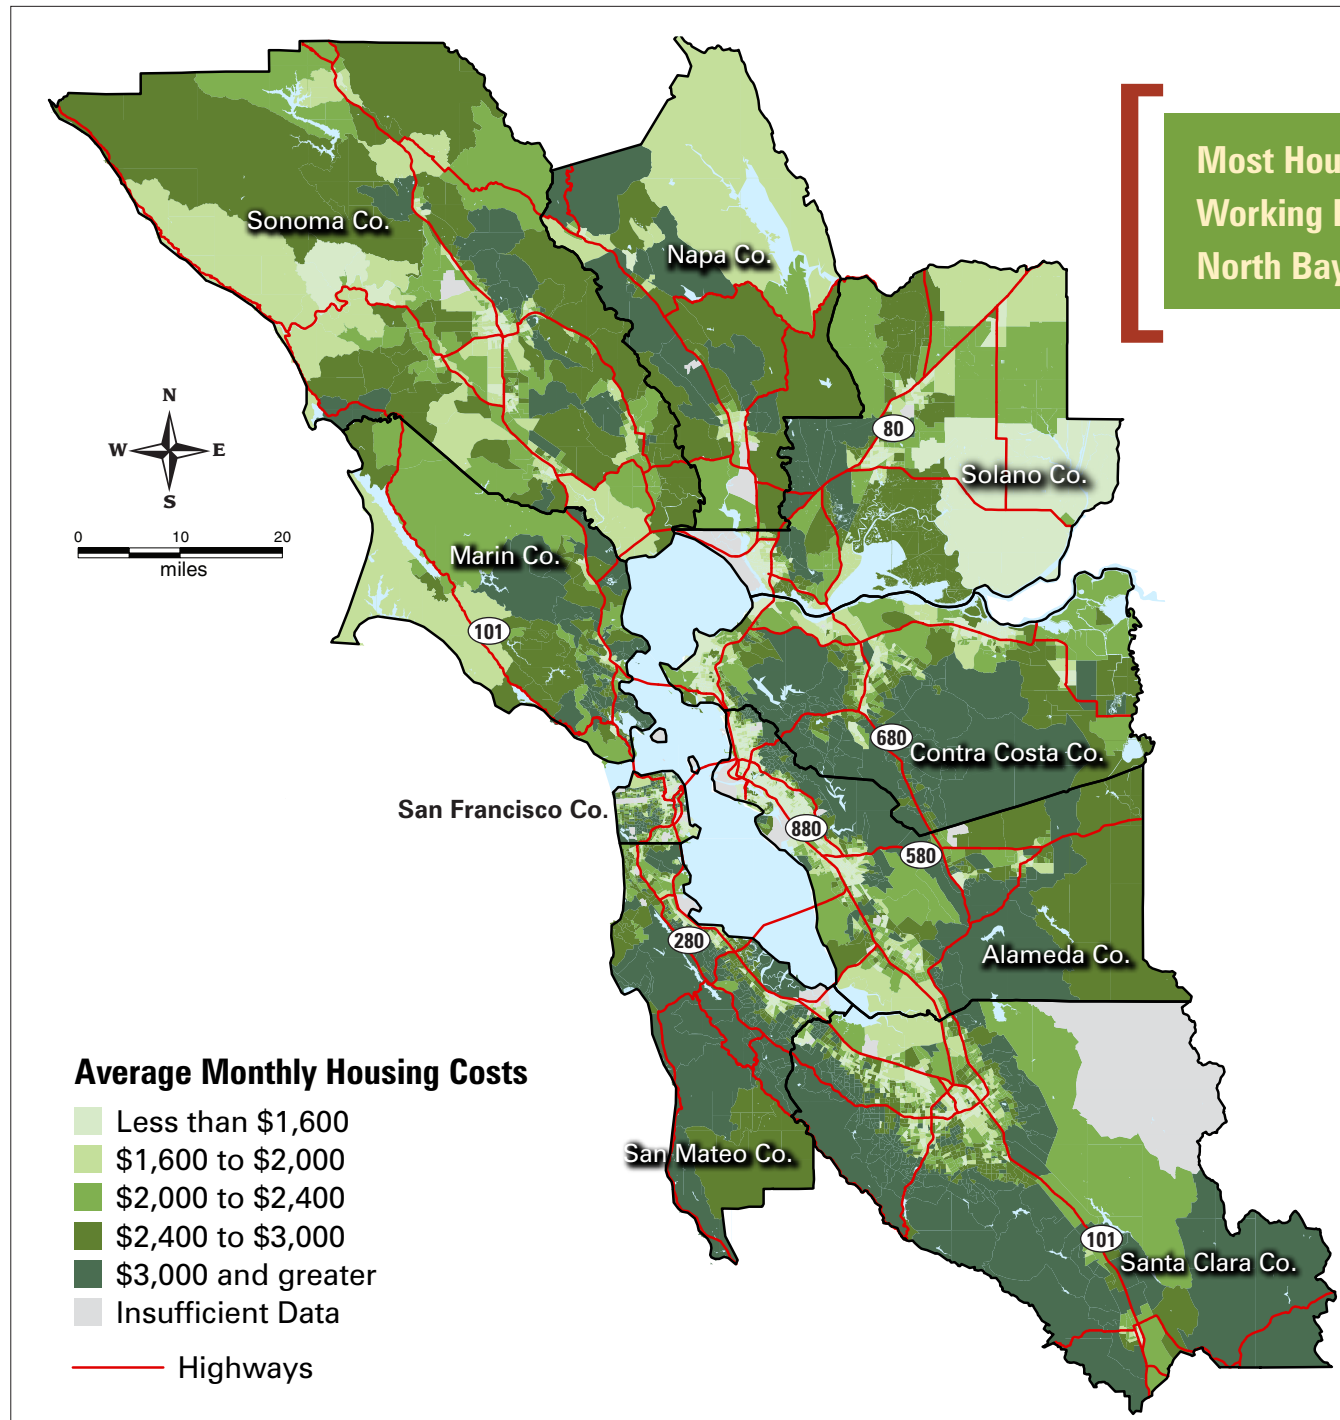 Most Hou
Working
North Bay
Sonoma Co.
Napa Co.
N
W E
S
80
Solano Co.
0 10 20
miles
Marin Co.
101
680
Contra Costa Co.
San Francisco Co.
880
580
280
Alameda Co.
Average Monthly Housing Costs
Less than $1,600
$1,600 to $2,000
$2,000 to $2,400
$2,400 to $3,000
$3,000 and greater
Insufficient Data
Highways
San Mateo Co.
101
Santa Clara Co.